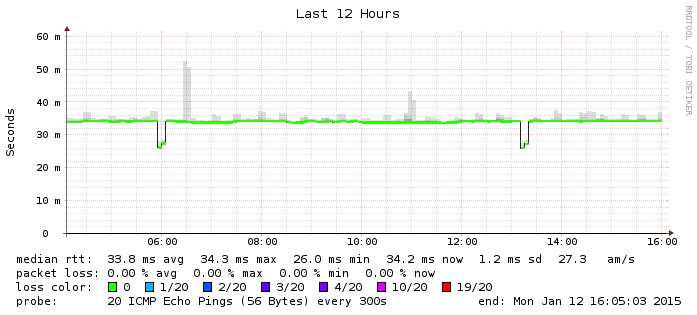 Last 12 Hours
RRDTOOL / TOBI OETIKER
Seconds
60 m
50 m
40 m
30 m
20 m
10 m
0
06:00 08:00 10:00 12:00 14:00 16:00
median rtt: 33.8 ms avg 34.3 ms max 26.0 ms min 34.2 ms now 1.2 ms sd 27.3 am/s
packet loss: 0.00 % avg 0.00 % max 0.00 % min 0.00 % now
loss color: 0 1/20 2/20 3/20 4/20 10/20 19/20
probe: 20 ICMP Echo Pings (56 Bytes) every 300s end: Mon Jan 12 16:05:03 2015